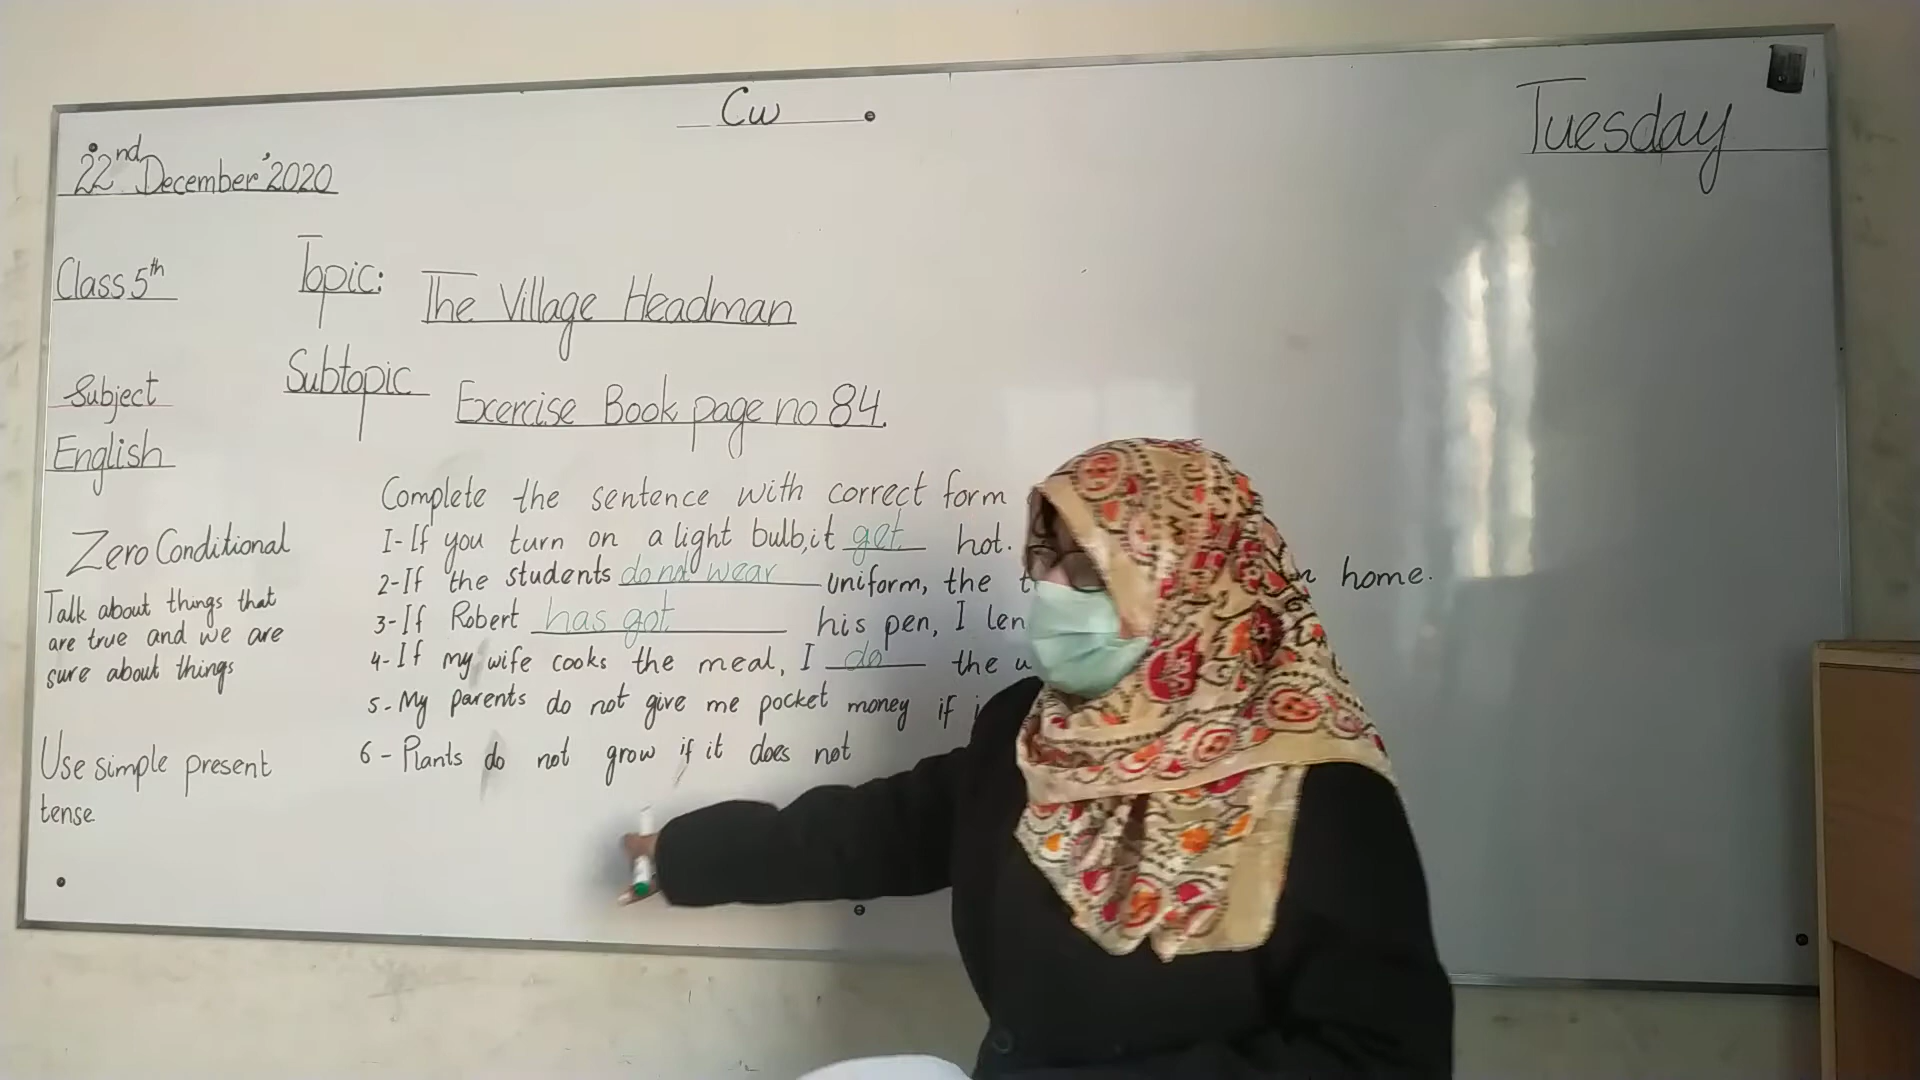 Cw
Tuesday
22nd December'2020
Class 5th
Topic: The Village Headman
Subject
English
Subtopic Exercise Book page no 84.
Complete the sentence with correct form
1-If you turn on a light bulb,it get hot.
2-If the students do not wear uniform, the home.
3-If Robert has got his pen, I
4-If my wife cooks the meal, I do the
5-My parents do not give me pocket money if
6-Plants do not grow if it does not
Zero Conditional
Talk about things that
are true and we are
sure about things
Use simple present
tense